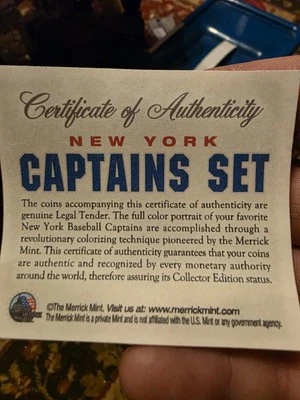 Certificate of Authenticity
NEW YORK
CAPTAINS SET
The coins accompanying this certificate of authenticity are
genuine Legal Tender. The full color portrait of your favorite
New York Baseball Captains are accomplished through a
revolutionary colorizing technique pioneered by the Merrick
Mint. This certificate of authenticity guarantees that your coins
are authentic and recognized by every monetary authority
around the world, therefore assuring its Collector Edition status.
©The Merrick Mint. Visit us at: www.merrickmint.com
The Merrick Mint is a private Mint and is not affiliated with the U.S. Mint or any government agency.